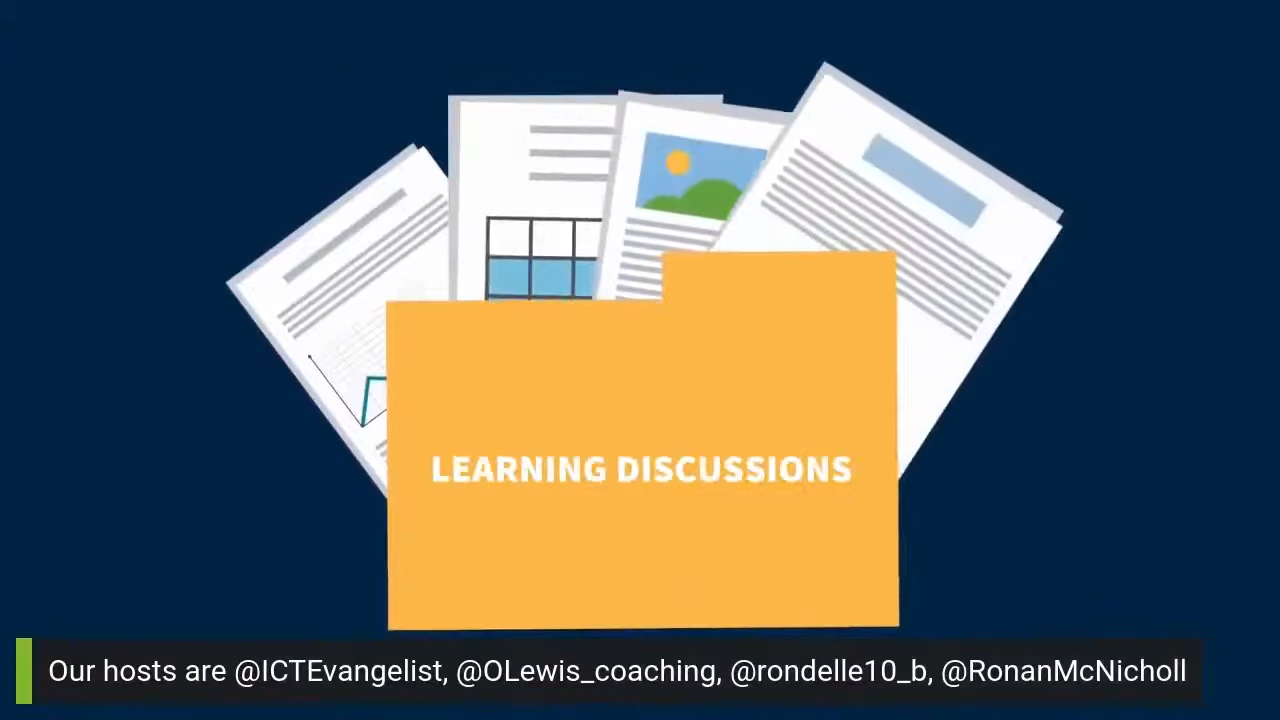 LEARNING DISCUSSIONS
Our hosts are @ICTEvangelist, @OLewis_coaching, @rondelle10_b, @RonanMcNicholl